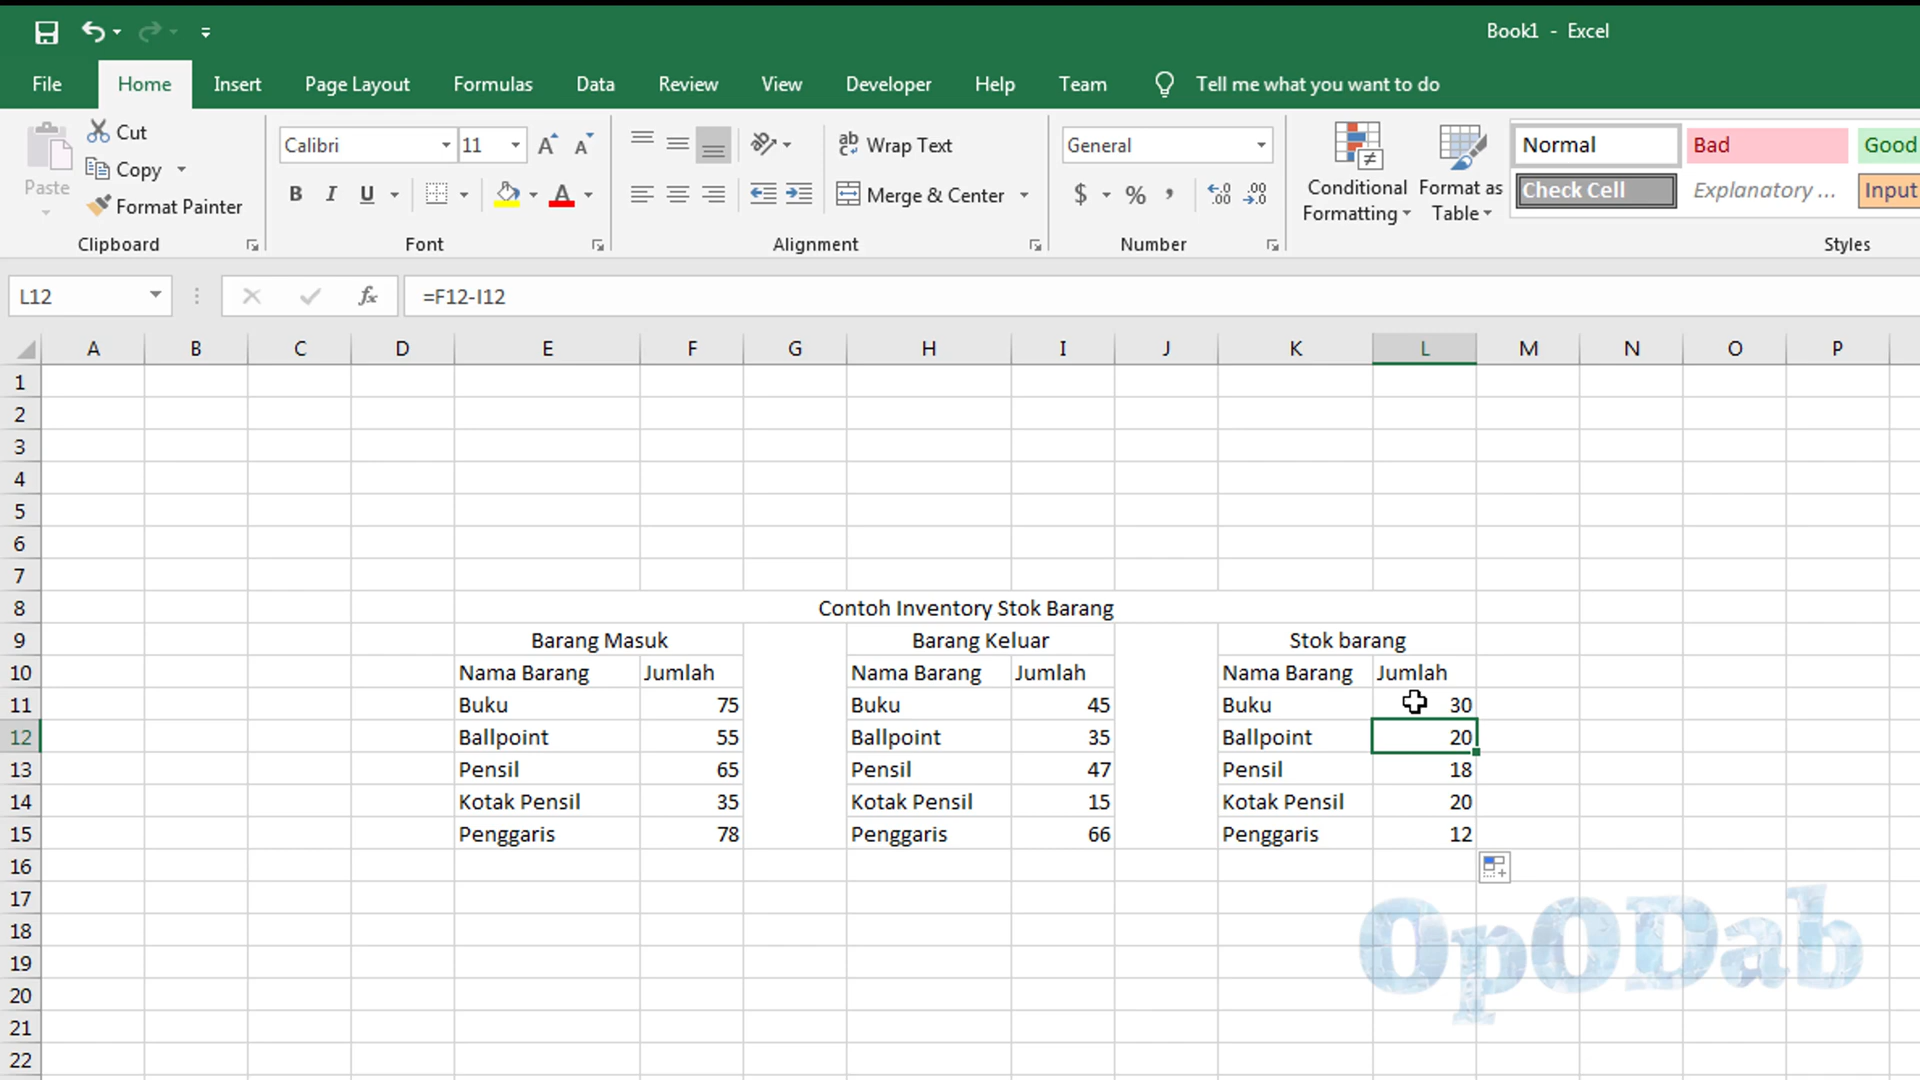 Book1 - Excel
File Home Insert Page Layout Formulas Data Review View Developer Help Team Tell me what you want to do
Paste
Cut
Copy
Format Painter
Clipboard
Calibri 11
B I U A
Font
Wrap Text
Merge & Center
Alignment
General
$ % ,
Number
Conditional Formatting
Format as Table
Normal Bad Good
Check Cell Explanatory ... Input
Styles
L12 fx =F12-I12
A B C D E F G H I J K L M N O P
1
2
3
4
5
6
7
8 Contoh Inventory Stok Barang
9 Barang Masuk Barang Keluar Stok barang
10 Nama Barang Jumlah Nama Barang Jumlah Nama Barang Jumlah
11 Buku 75 Buku 45 Buku 30
12 Ballpoint 55 Ballpoint 35 Ballpoint 20
13 Pensil 65 Pensil 47 Pensil 18
14 Kotak Pensil 35 Kotak Pensil 15 Kotak Pensil 20
15 Penggaris 78 Penggaris 66 Penggaris 12
16
17
18
19
20
21
22
OpODab